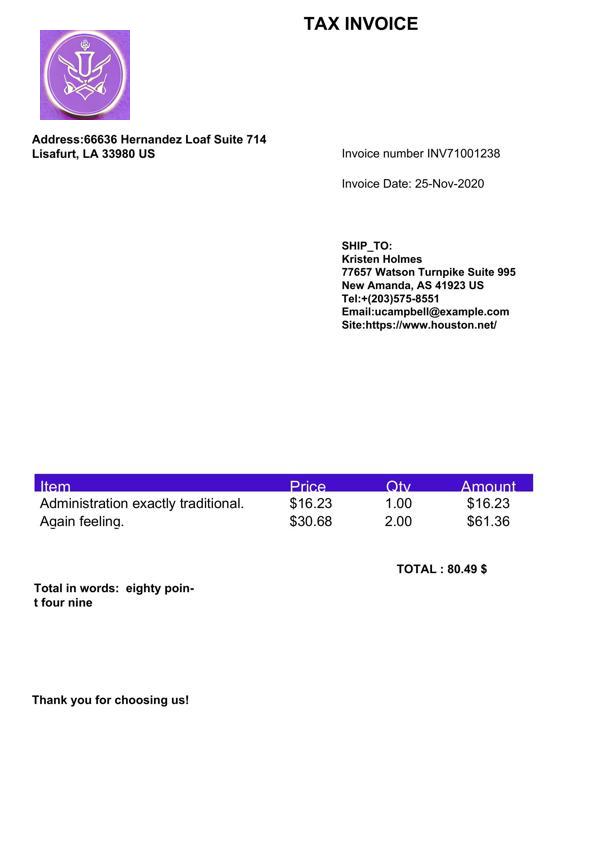 TAX INVOICE
Address:66636 Hernandez Loaf Suite 714
Lisafurt, LA 33980 US
Invoice number INV71001238
Invoice Date: 25-Nov-2020
SHIP_TO:
Kristen Holmes
77657 Watson Turnpike Suite 995
New Amanda, AS 41923 US
Tel:+(203)575-8551
Email:ucampbell@example.com
Site:https://www.houston.net/
Item Price Qty Amount
Administration exactly traditional. $16.23 1.00 $16.23
Again feeling. $30.68 2.00 $61.36
TOTAL : 80.49 $
Total in words: eighty poin-
t four nine
Thank you for choosing us!